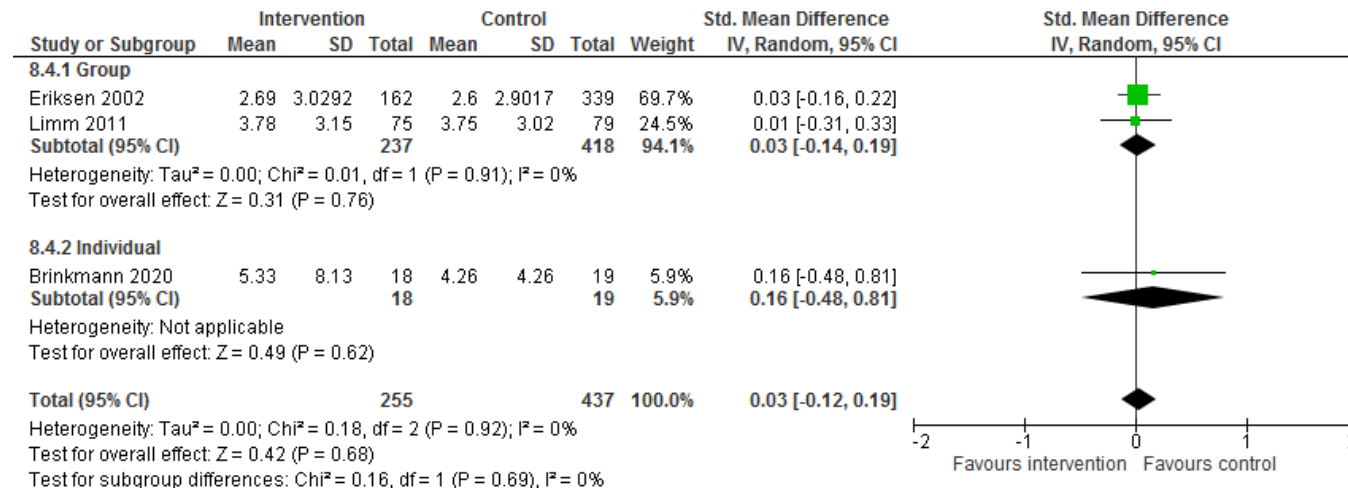 Intervention Control Std. Mean Difference Std. Mean Difference
Study or Subgroup Mean SD Total Mean SD Total Weight IV, Random, 95% CI IV, Random, 95% CI
8.4.1 Group
Eriksen 2002 2.69 3.0292 162 2.6 2.9017 339 69.7% 0.03 [-0.16, 0.22]
Limm 2011 3.78 3.15 75 3.75 3.02 79 24.5% 0.01 [-0.31, 0.33]
Subtotal (95% CI) 237 418 94.1% 0.03 [-0.14, 0.19]
Heterogeneity: Tau² = 0.00; Chi² = 0.01, df = 1 (P = 0.91); I² = 0%
Test for overall effect: Z = 0.31 (P = 0.76)
8.4.2 Individual
Brinkmann 2020 5.33 8.13 18 4.26 4.26 19 5.9% 0.16 [-0.48, 0.81]
Subtotal (95% CI) 18 19 5.9% 0.16 [-0.48, 0.81]
Heterogeneity: Not applicable
Test for overall effect: Z = 0.49 (P = 0.62)
Total (95% CI) 255 437 100.0% 0.03 [-0.12, 0.19]
Heterogeneity: Tau² = 0.00; Chi² = 0.18, df = 2 (P = 0.92); I² = 0%
Test for overall effect: Z = 0.42 (P = 0.68)
Test for subgroup differences: Chi² = 0.16, df = 1 (P = 0.69), I² = 0%
-2 -1 0 1
Favours intervention Favours control